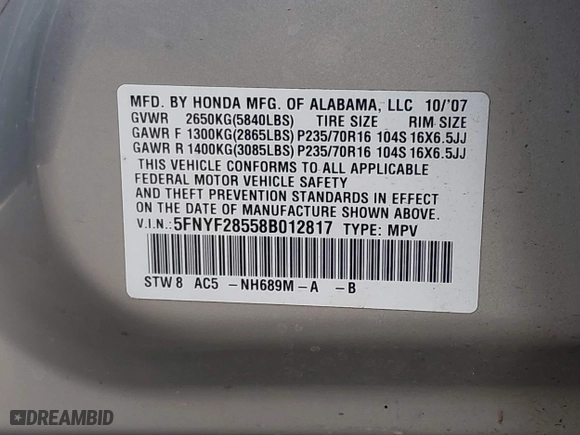 MFD. BY HONDA MFG. OF ALABAMA, LLC 10/'07
GVWR 2650KG(5840LBS) TIRE SIZE RIM SIZE
GAWR F 1300KG(2865LBS) P235/70R16 104S 16X6.5JJ
GAWR R 1400KG(3085LBS) P235/70R16 104S 16X6.5JJ
THIS VEHICLE CONFORMS TO ALL APPLICABLE
FEDERAL MOTOR VEHICLE SAFETY
AND THEFT PREVENTION STANDARDS IN EFFECT
ON THE DATE OF MANUFACTURE SHOWN ABOVE.
V.I.N.: 5FNYF28558B012817 TYPE: MPV
STW8 AC5 -NH689M-A -B
DREAMBID